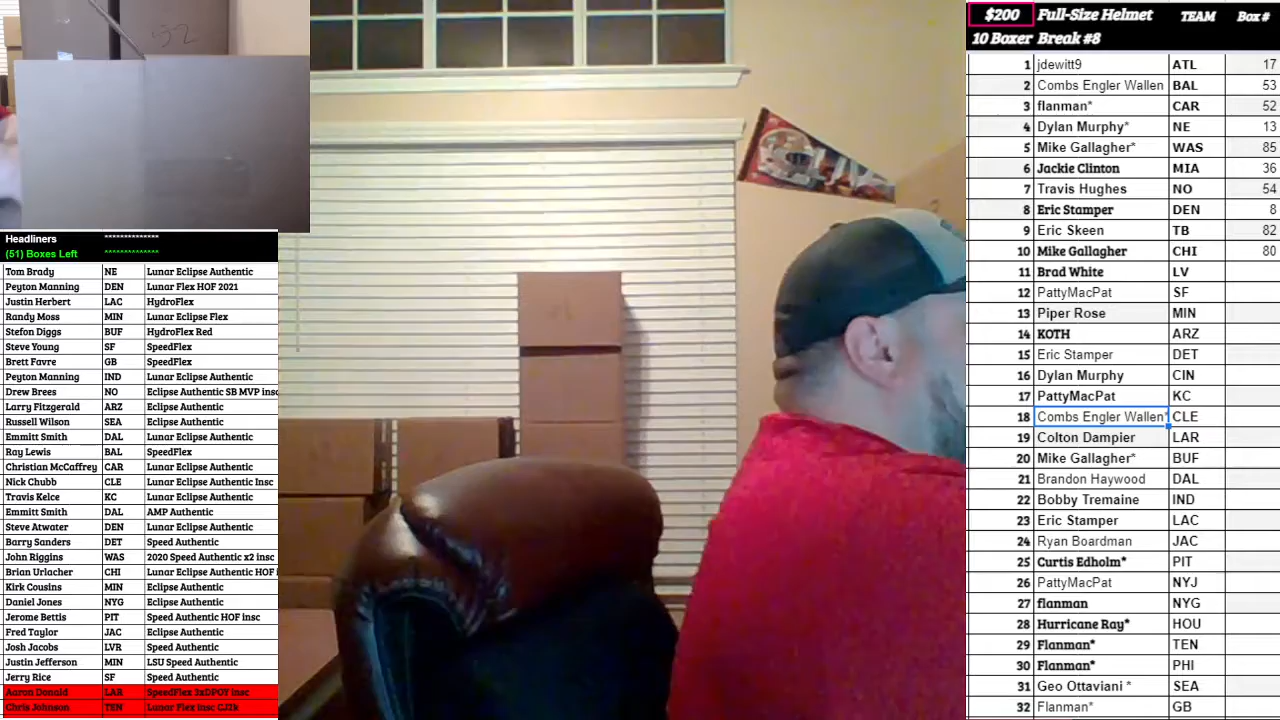 52
Headliners **************
(51) Boxes Left **************
Tom Brady NE Lunar Eclipse Authentic
Peyton Manning DEN Lunar Flex HOF 2021
Justin Herbert LAC HydroFlex
Randy Moss MIN Lunar Eclipse Flex
Stefon Diggs BUF HydroFlex Red
Steve Young SF SpeedFlex
Brett Favre GB SpeedFlex
Peyton Manning IND Lunar Eclipse Authentic
Drew Brees NO Eclipse Authentic SB MVP insc
Larry Fitzgerald ARZ Eclipse Authentic
Russell Wilson SEA Eclipse Authentic
Emmitt Smith DAL Lunar Eclipse Authentic
Ray Lewis BAL SpeedFlex
Christian McCaffrey CAR Lunar Eclipse Authentic
Nick Chubb CLE Lunar Eclipse Authentic Insc
Travis Kelce KC Lunar Eclipse Authentic
Emmitt Smith DAL AMP Authentic
Steve Atwater DEN Lunar Eclipse Authentic
Barry Sanders DET Speed Authentic
John Riggins WAS 2020 Speed Authentic x2 insc
Brian Urlacher CHI Lunar Eclipse Authentic HOF i
Kirk Cousins MIN Eclipse Authentic
Daniel Jones NYG Eclipse Authentic
Jerome Bettis PIT Speed Authentic HOF insc
Fred Taylor JAC Eclipse Authentic
Josh Jacobs LVR Speed Authentic
Justin Jefferson MIN LSU Speed Authentic
Jerry Rice SF Speed Authentic
Aaron Donald LAR SpeedFlex 3xDPOY insc
Chris Johnson TEN Lunar Flex insc CJ2k
$200 Full-Size Helmet TEAM Box #
10 Boxer Break #8
1 jdewitt9 ATL 17
2 Combs Engler Wallen BAL 53
3 flanman* CAR 52
4 Dylan Murphy* NE 13
5 Mike Gallagher* WAS 85
6 Jackie Clinton MIA 36
7 Travis Hughes NO 54
8 Eric Stamper DEN 8
9 Eric Skeen TB 82
10 Mike Gallagher CHI 80
11 Brad White LV
12 PattyMacPat SF
13 Piper Rose MIN
14 KOTH ARZ
15 Eric Stamper DET
16 Dylan Murphy CIN
17 PattyMacPat KC
18 Combs Engler Wallen* CLE
19 Colton Dampier LAR
20 Mike Gallagher* BUF
21 Brandon Haywood DAL
22 Bobby Tremaine IND
23 Eric Stamper LAC
24 Ryan Boardman JAC
25 Curtis Edholm* PIT
26 PattyMacPat NYJ
27 flanman NYG
28 Hurricane Ray* HOU
29 Flanman* TEN
30 Flanman* PHI
31 Geo Ottaviani * SEA
32 Flanman* GB